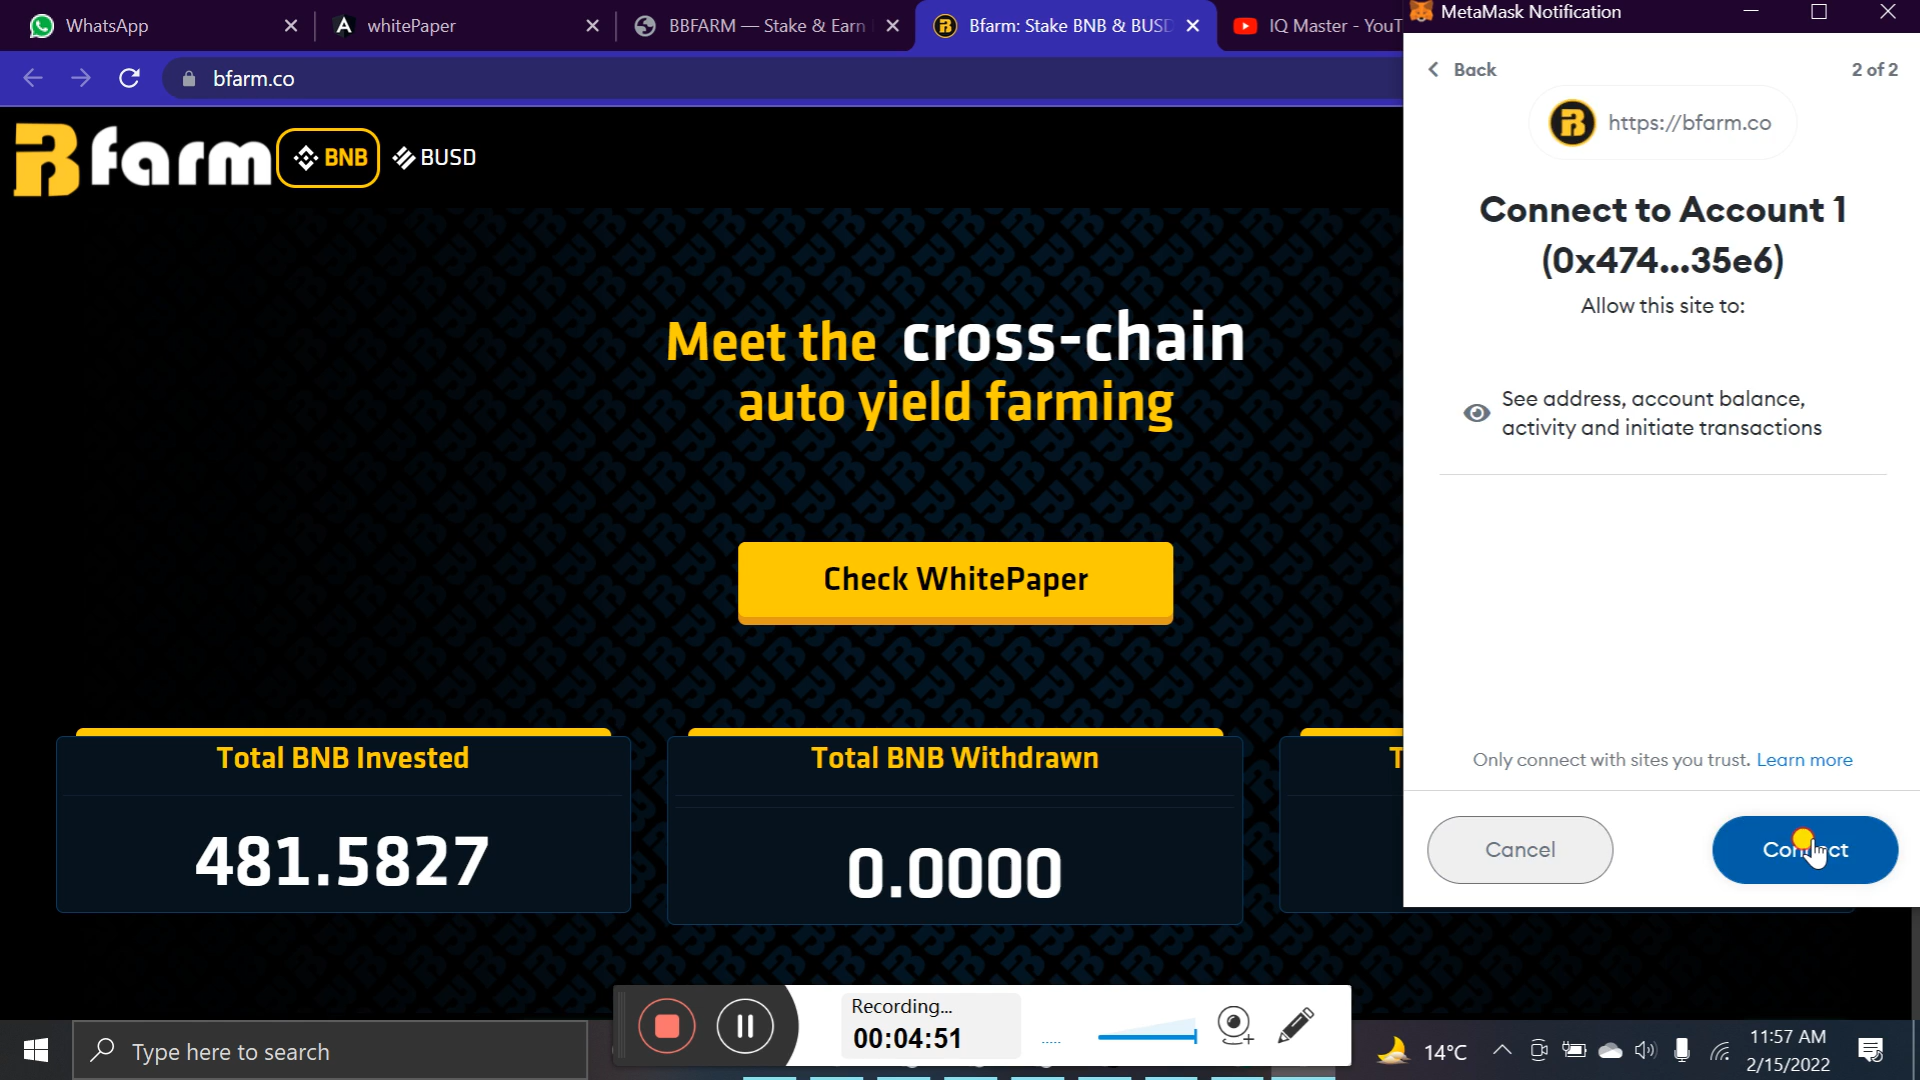 WhatsApp
whitePaper
BBFARM — Stake & Earn
Bfarm: Stake BNB & BUSD
IQ Master - YouT
MetaMask Notification
bfarm.co
Back
2 of 2
https://bfarm.co
Bfarm
BNB
BUSD
Connect to Account 1
(0x474...35e6)
Allow this site to:
See address, account balance,
activity and initiate transactions
Meet the cross-chain
auto yield farming
Check WhitePaper
Only connect with sites you trust. Learn more
Cancel
Total BNB Invested
481.5827
Total BNB Withdrawn
0.0000
T
Recording...
00:04:51
Type here to search
14°C
11:57 AM
2/15/2022